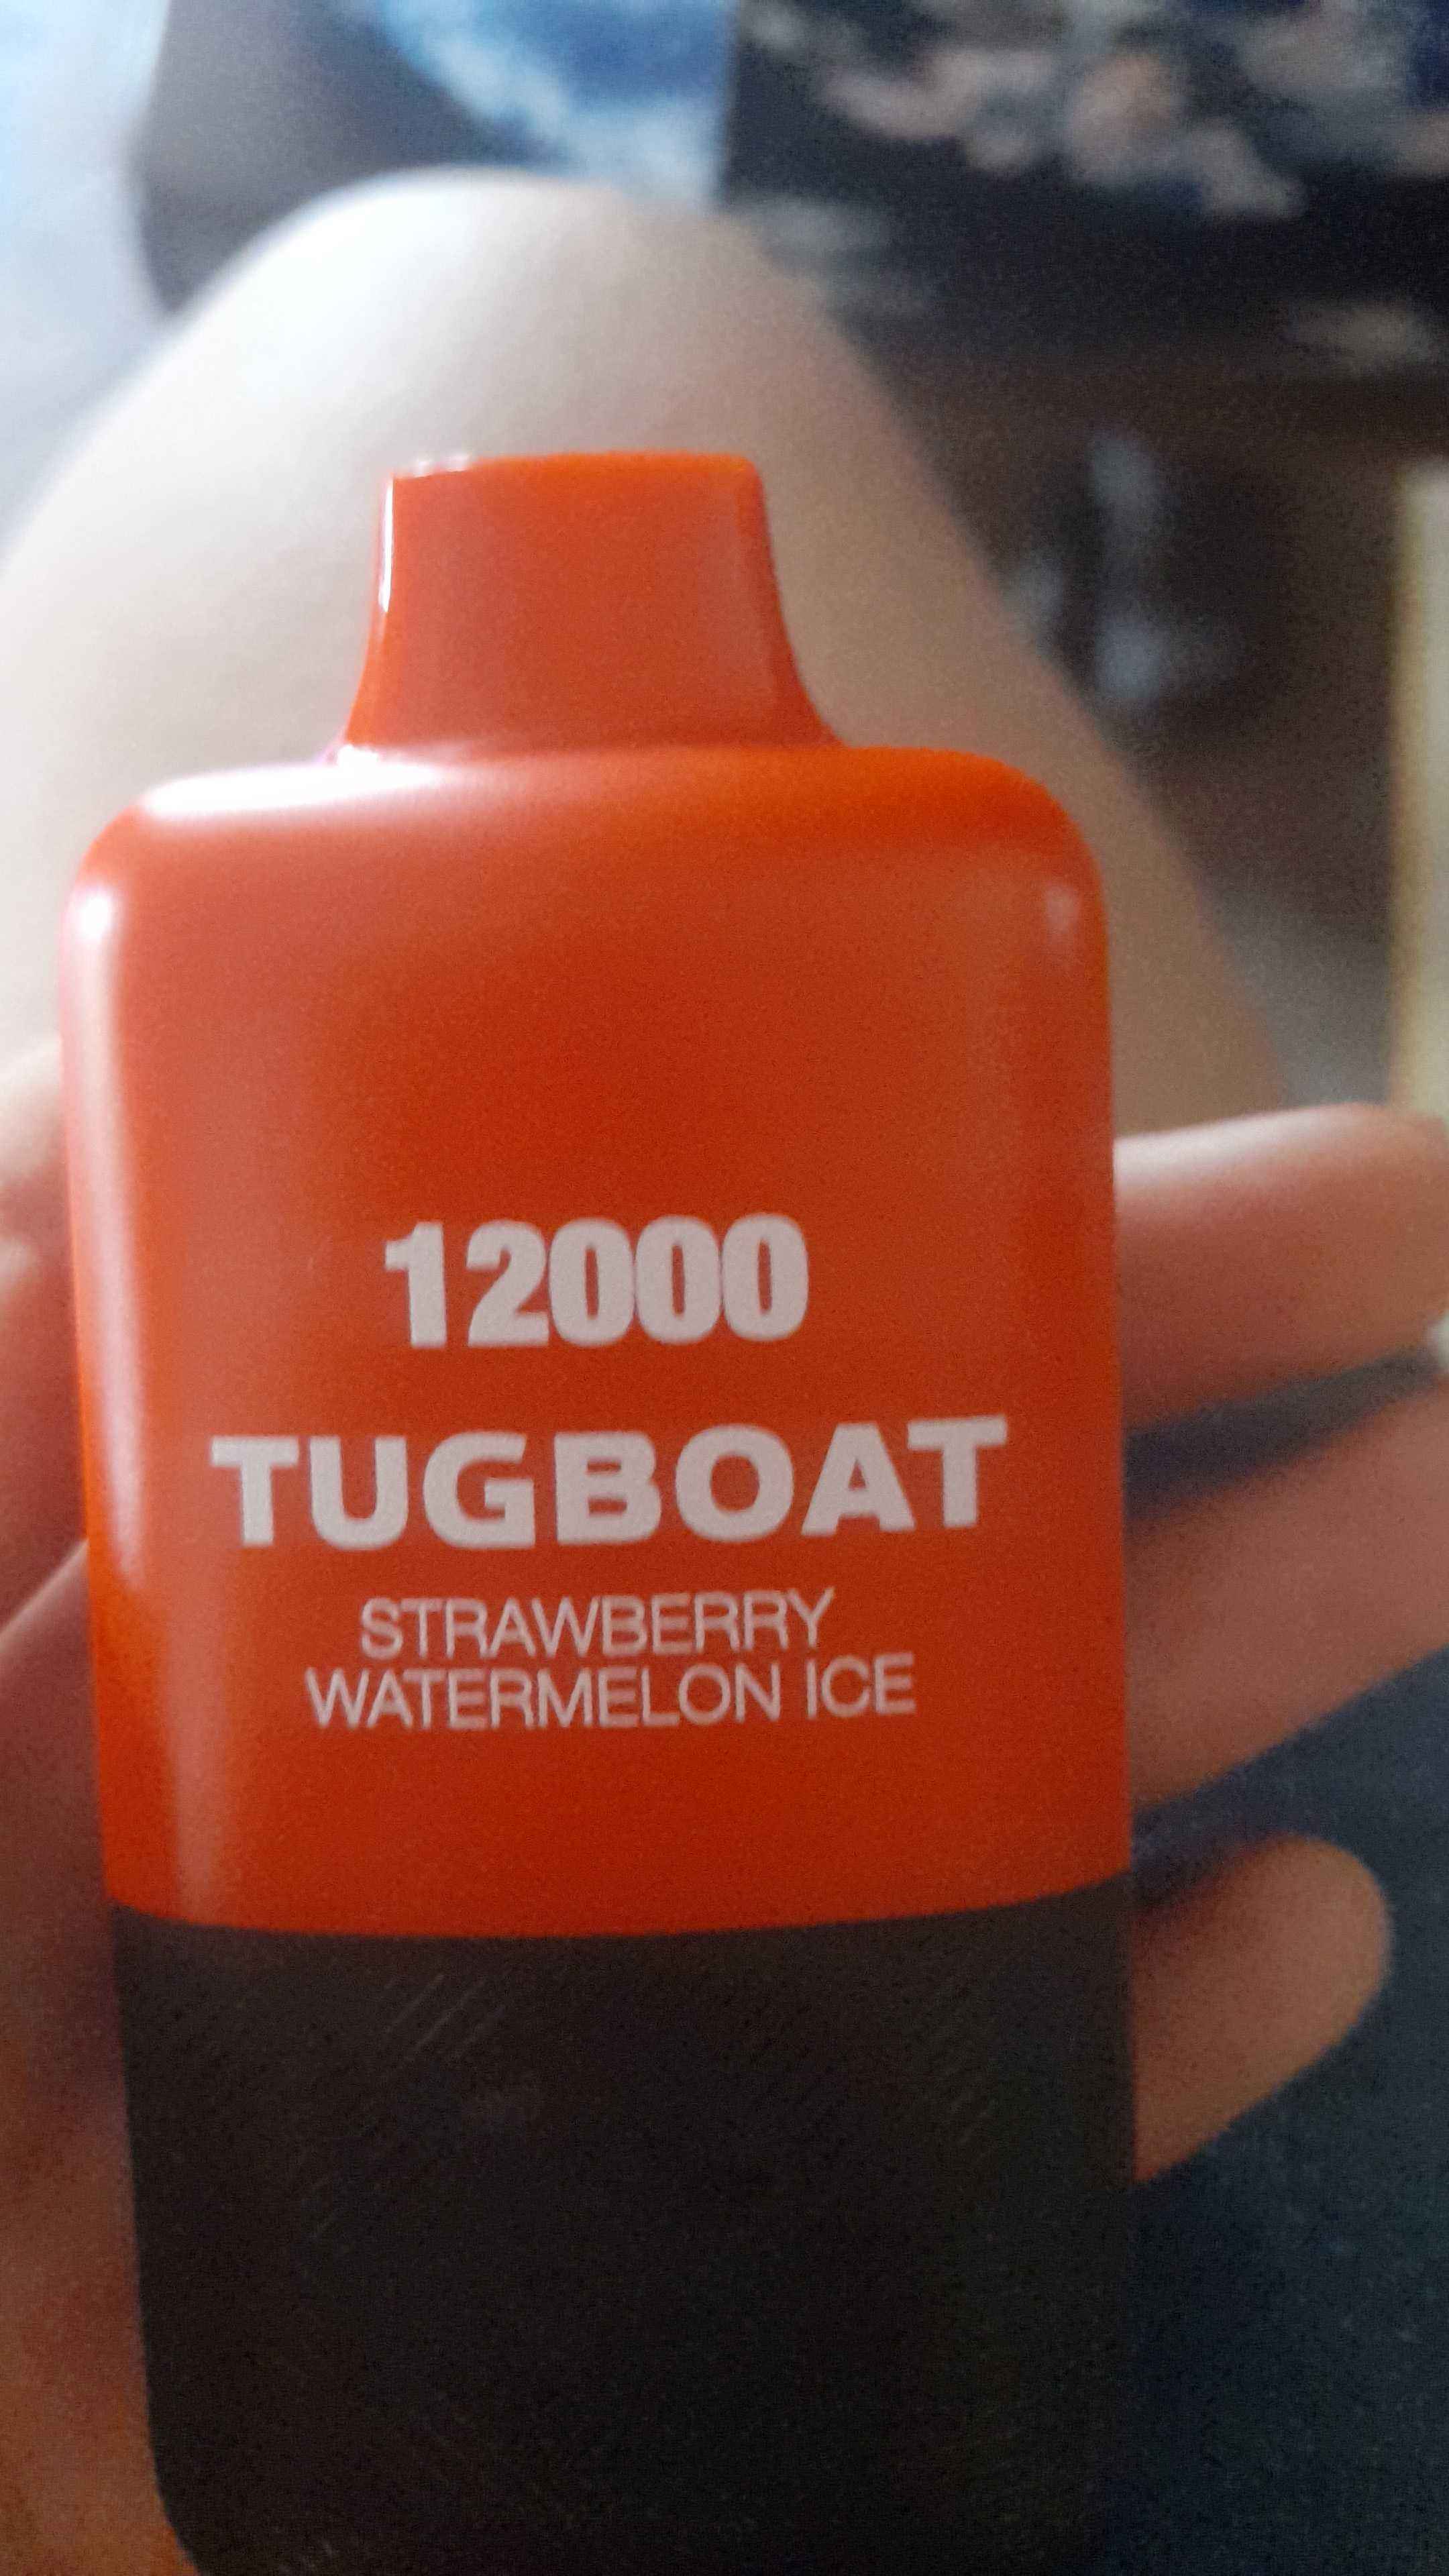 12000
TUGBOAT
STRAWBERRY
WATERMELON ICE